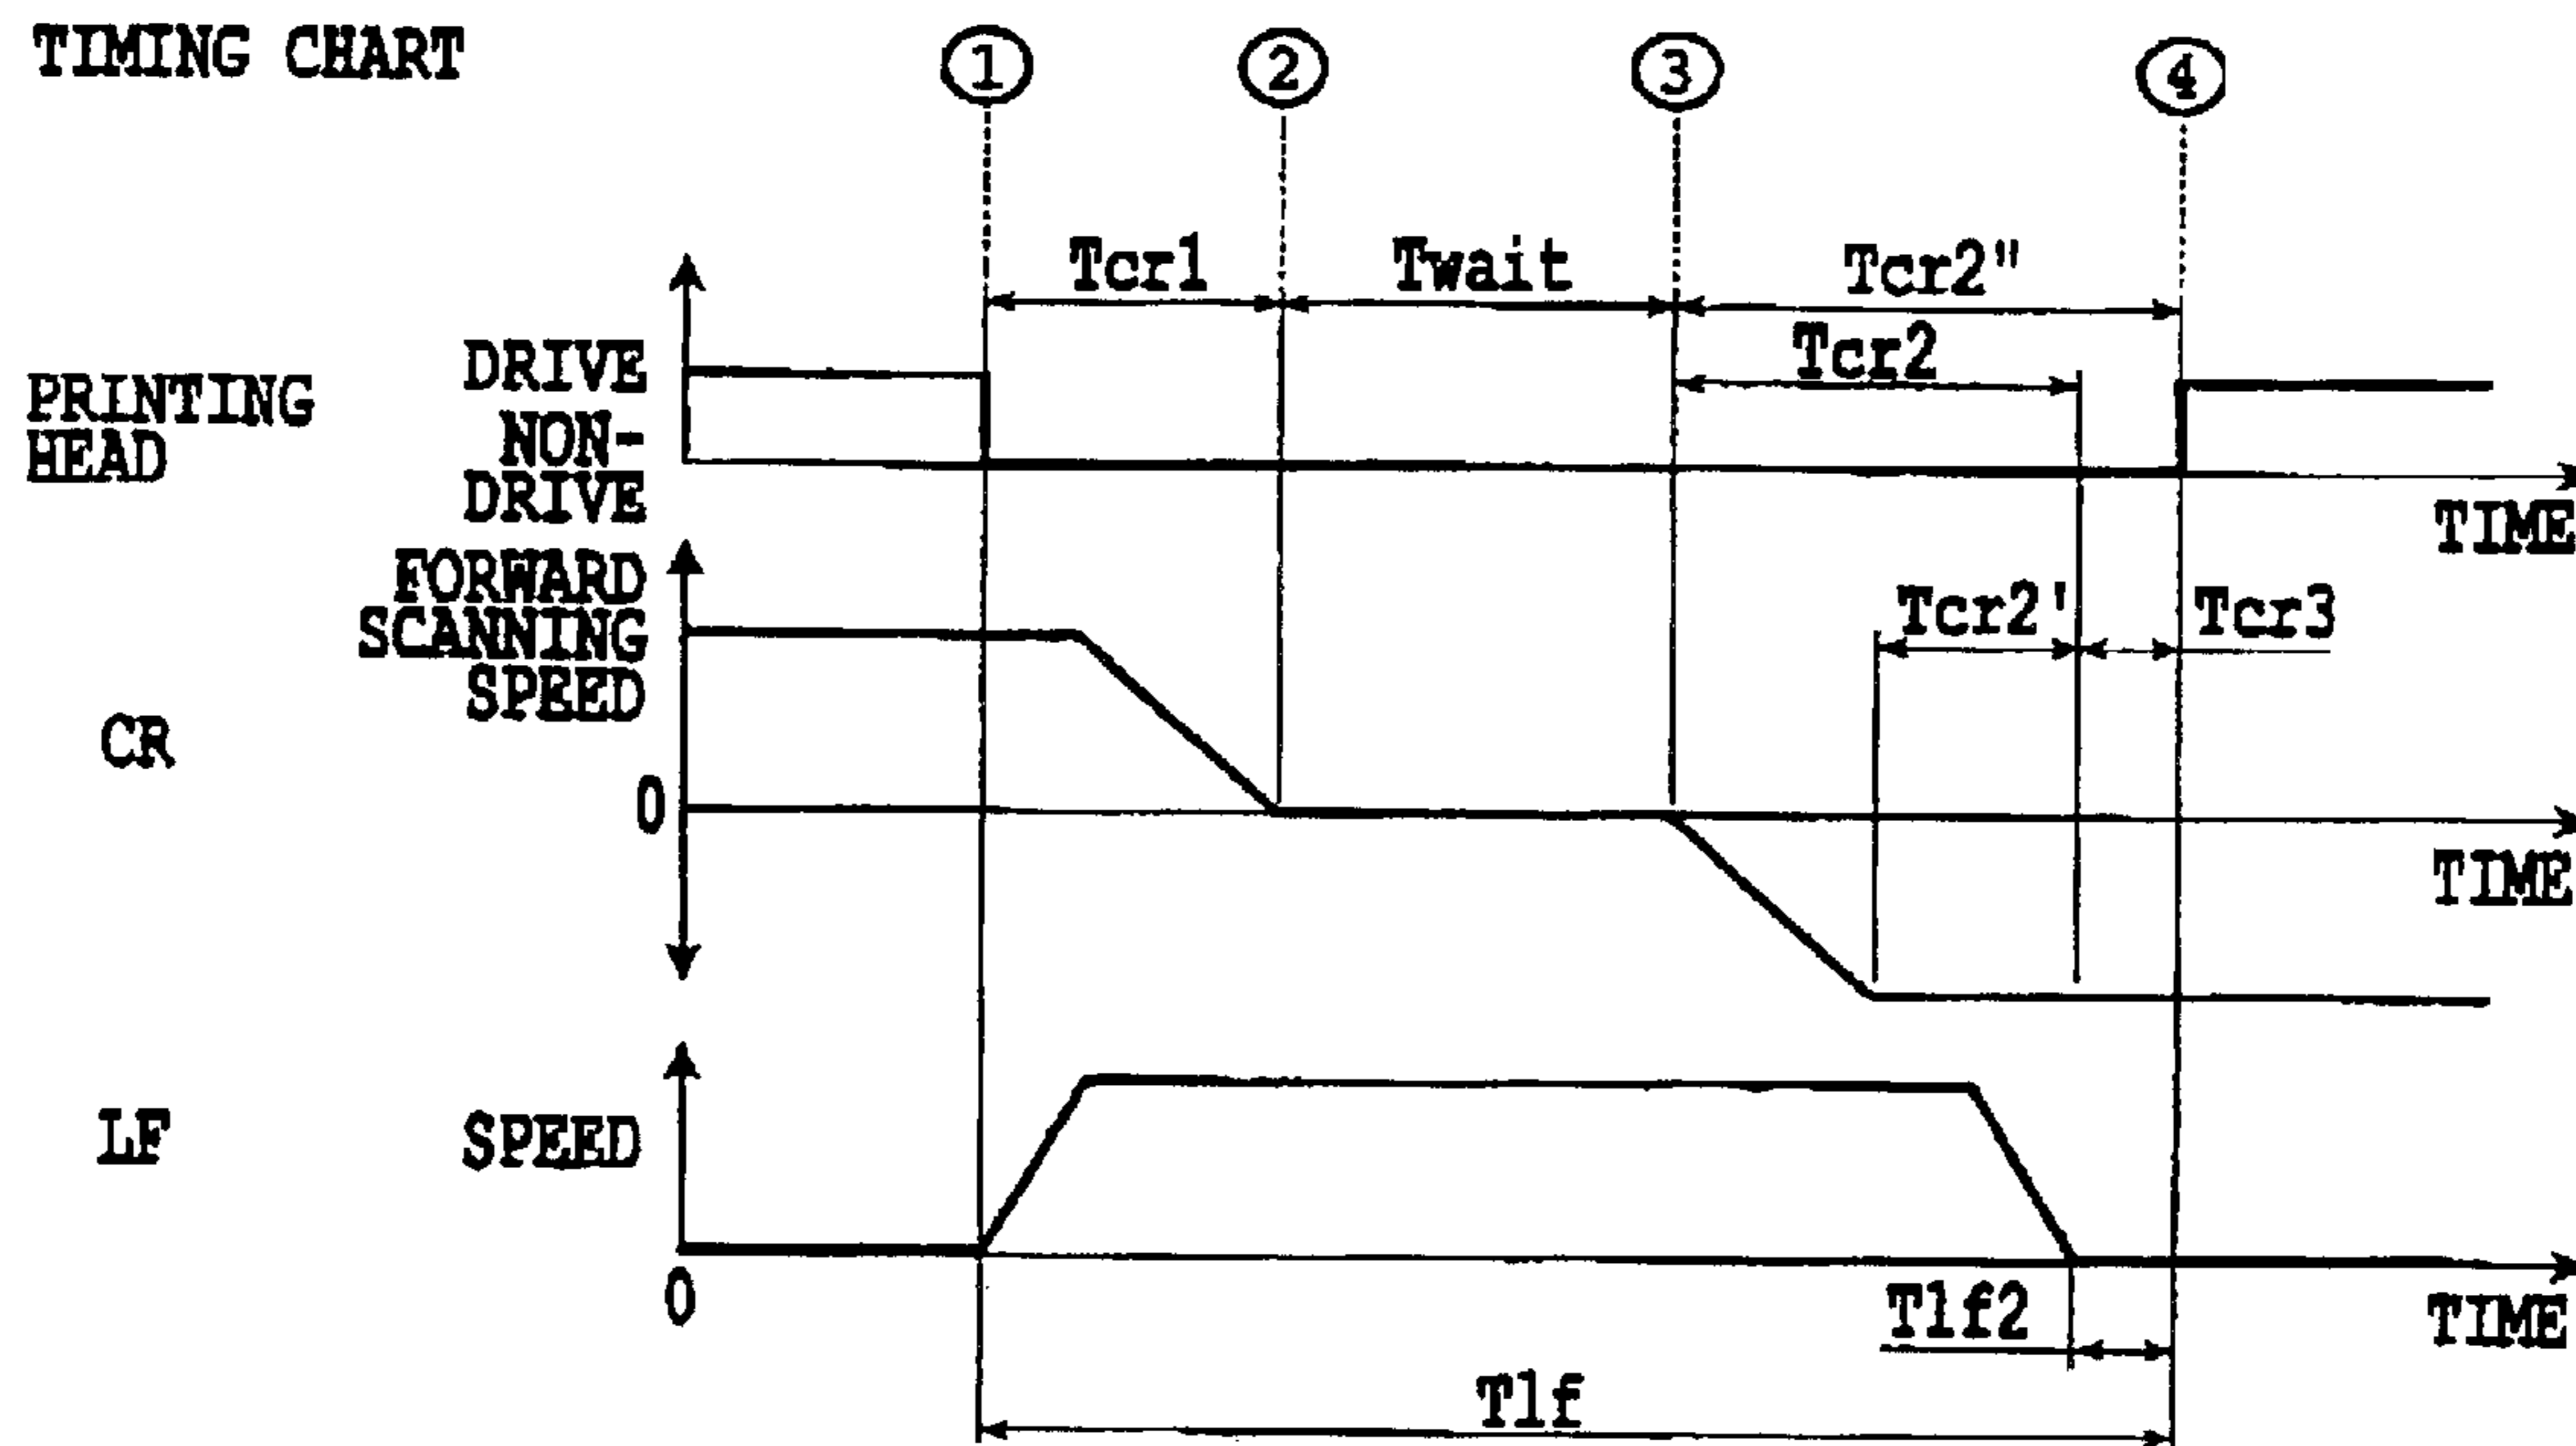 TIMING CHART
1 2 3 4
Tcr1 Twait Tcr2"
Tcr2
PRINTING
HEAD
DRIVE
NON-
DRIVE
TIME
FORWARD
SCANNING
SPEED
Tcr2' Tcr3
CR
0
TIME
LF
SPEED
0
Tlf2
TIME
Tlf